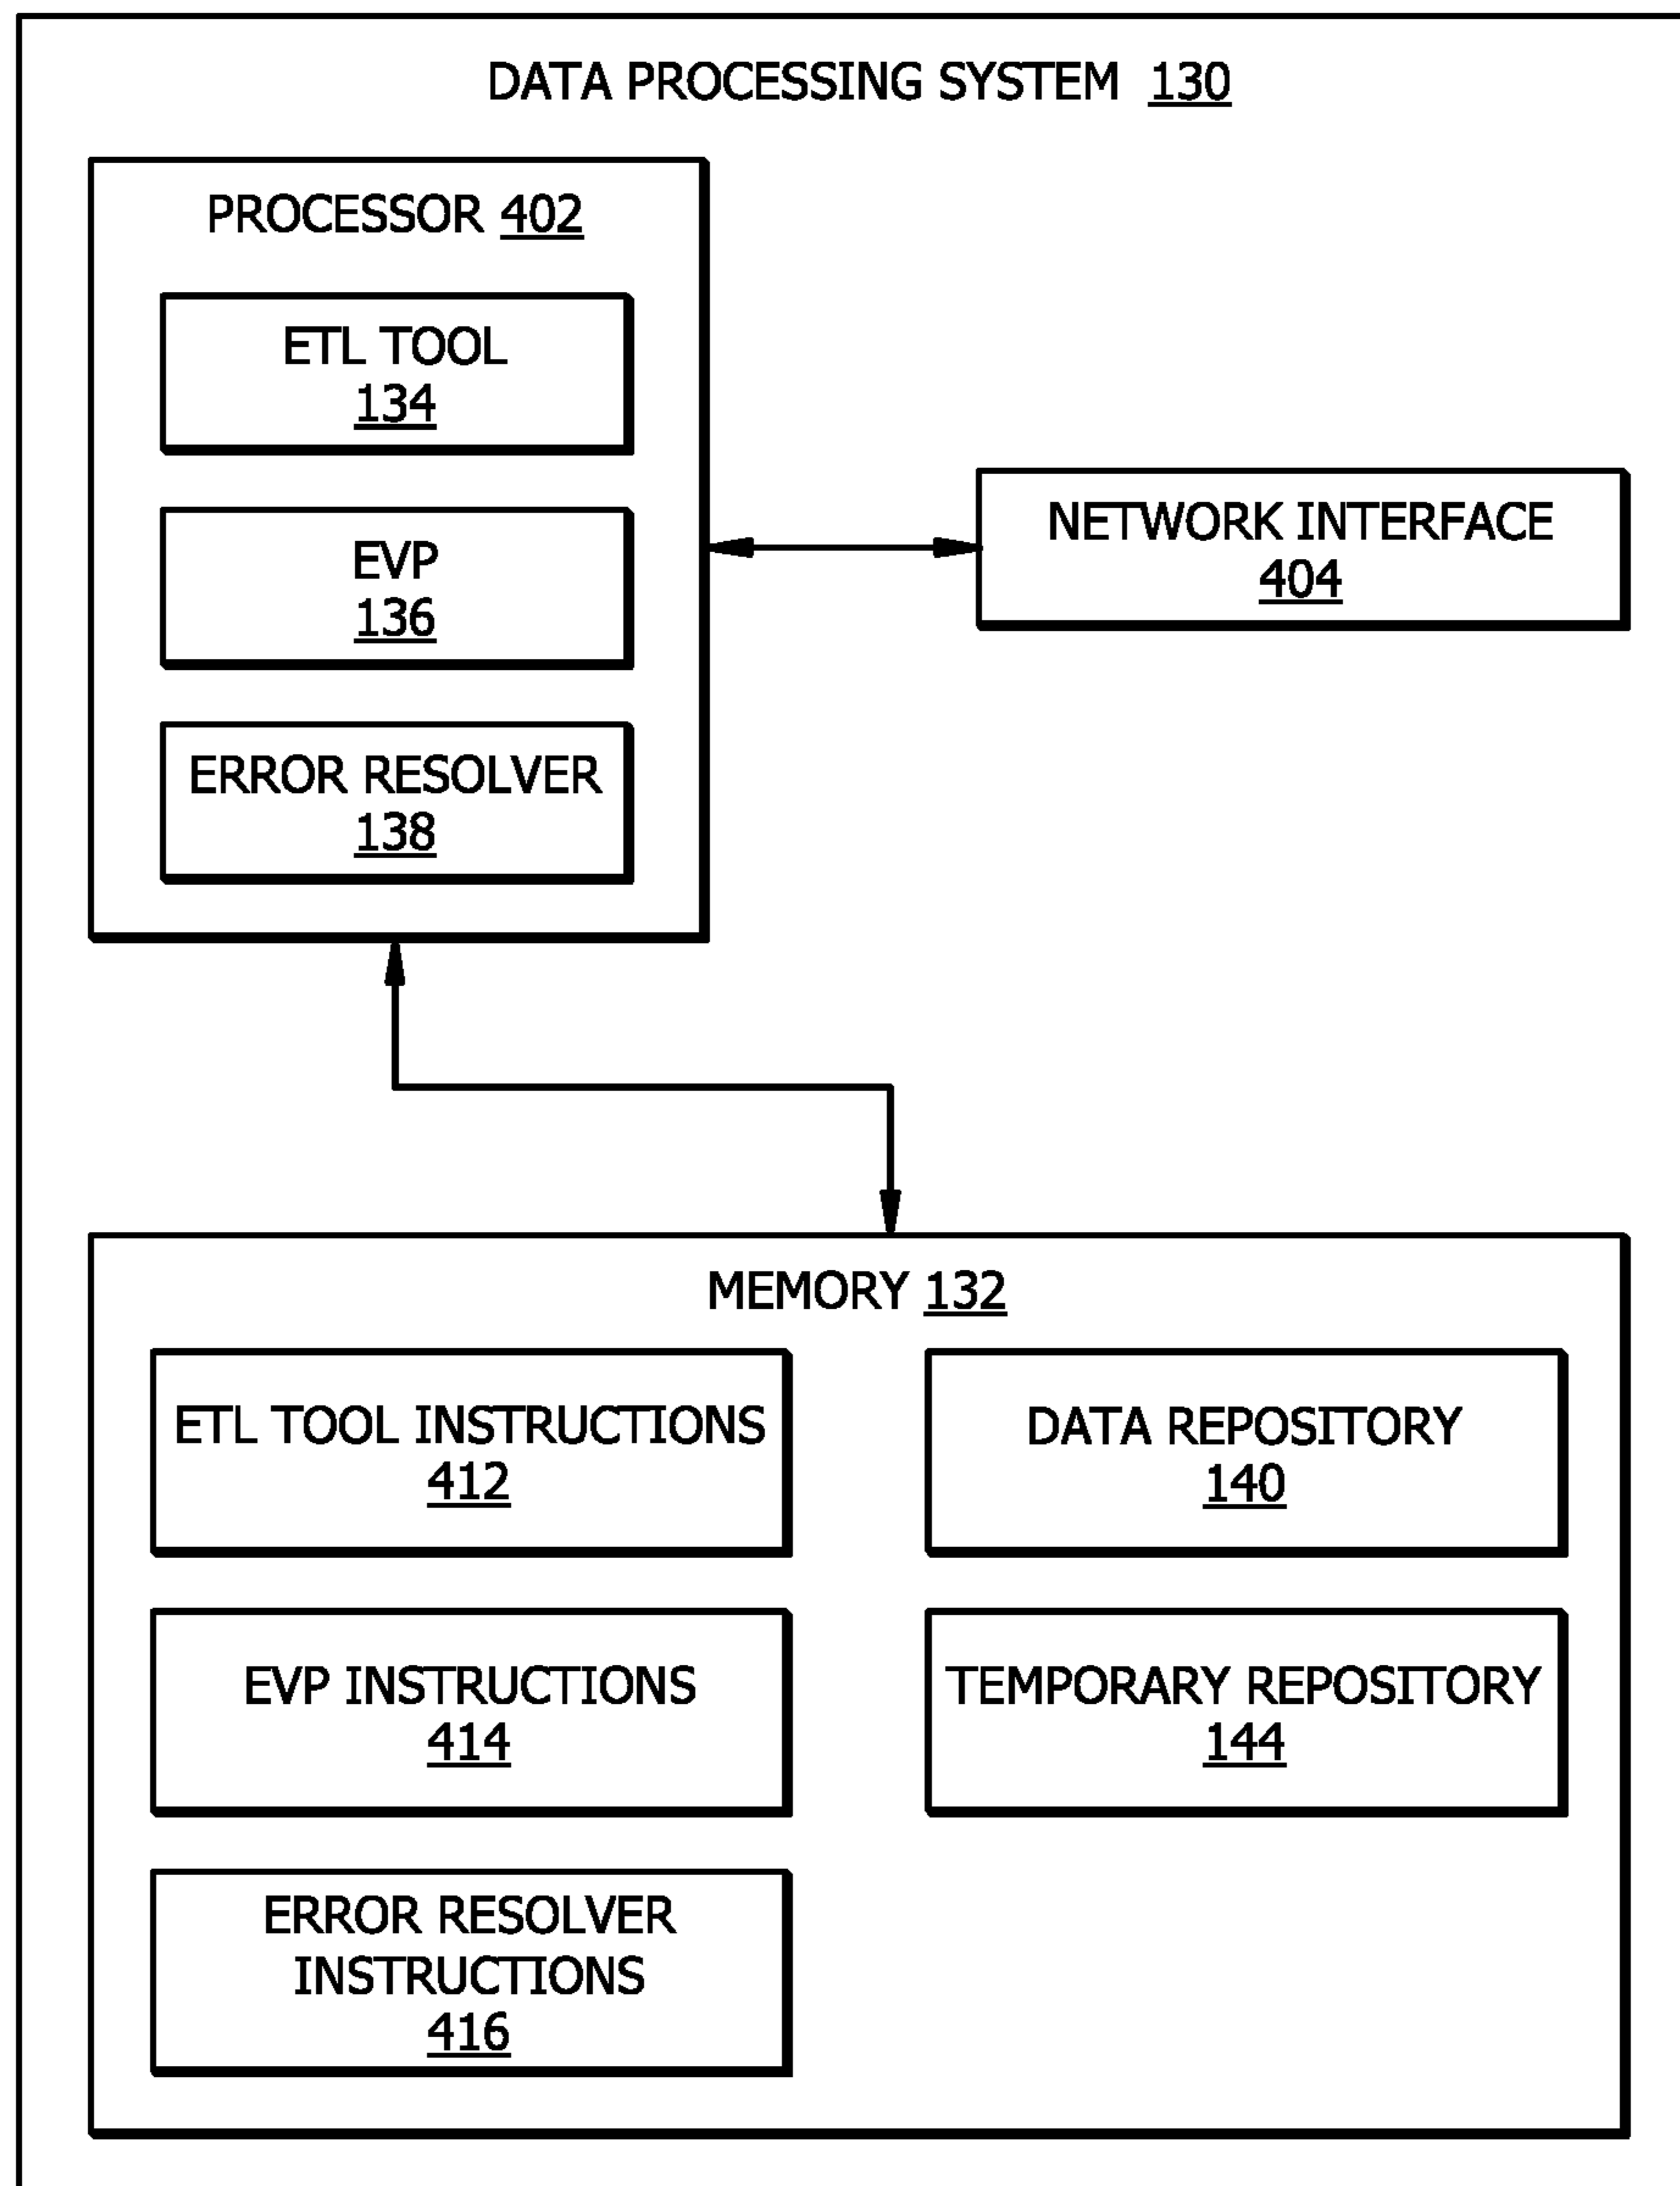 DATA PROCESSING SYSTEM 130
PROCESSOR 402
ETL TOOL
134
EVP
136
ERROR RESOLVER
138
NETWORK INTERFACE
404
MEMORY 132
ETL TOOL INSTRUCTIONS
412
DATA REPOSITORY
140
EVP INSTRUCTIONS
414
TEMPORARY REPOSITORY
144
ERROR RESOLVER
INSTRUCTIONS
416